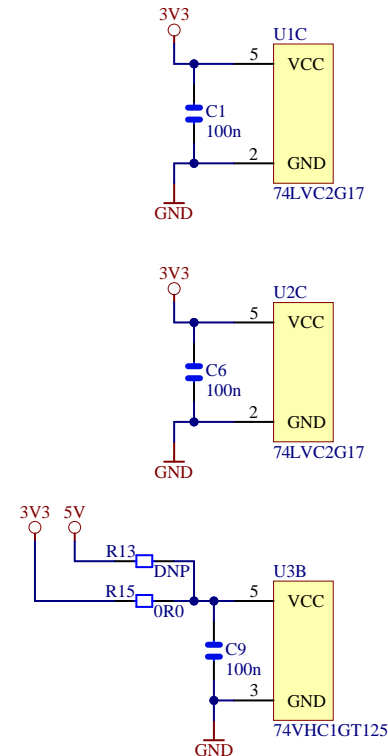 3V3
U1C
5
VCC
C1
100n
2
GND
74LVC2G17
GND
3V3
U2C
5
VCC
C6
100n
2
GND
74LVC2G17
GND
3V3
5V
R13
DNP
U3B
R15
0R0
5
VCC
C9
100n
3
GND
74VHC1GT125
GND